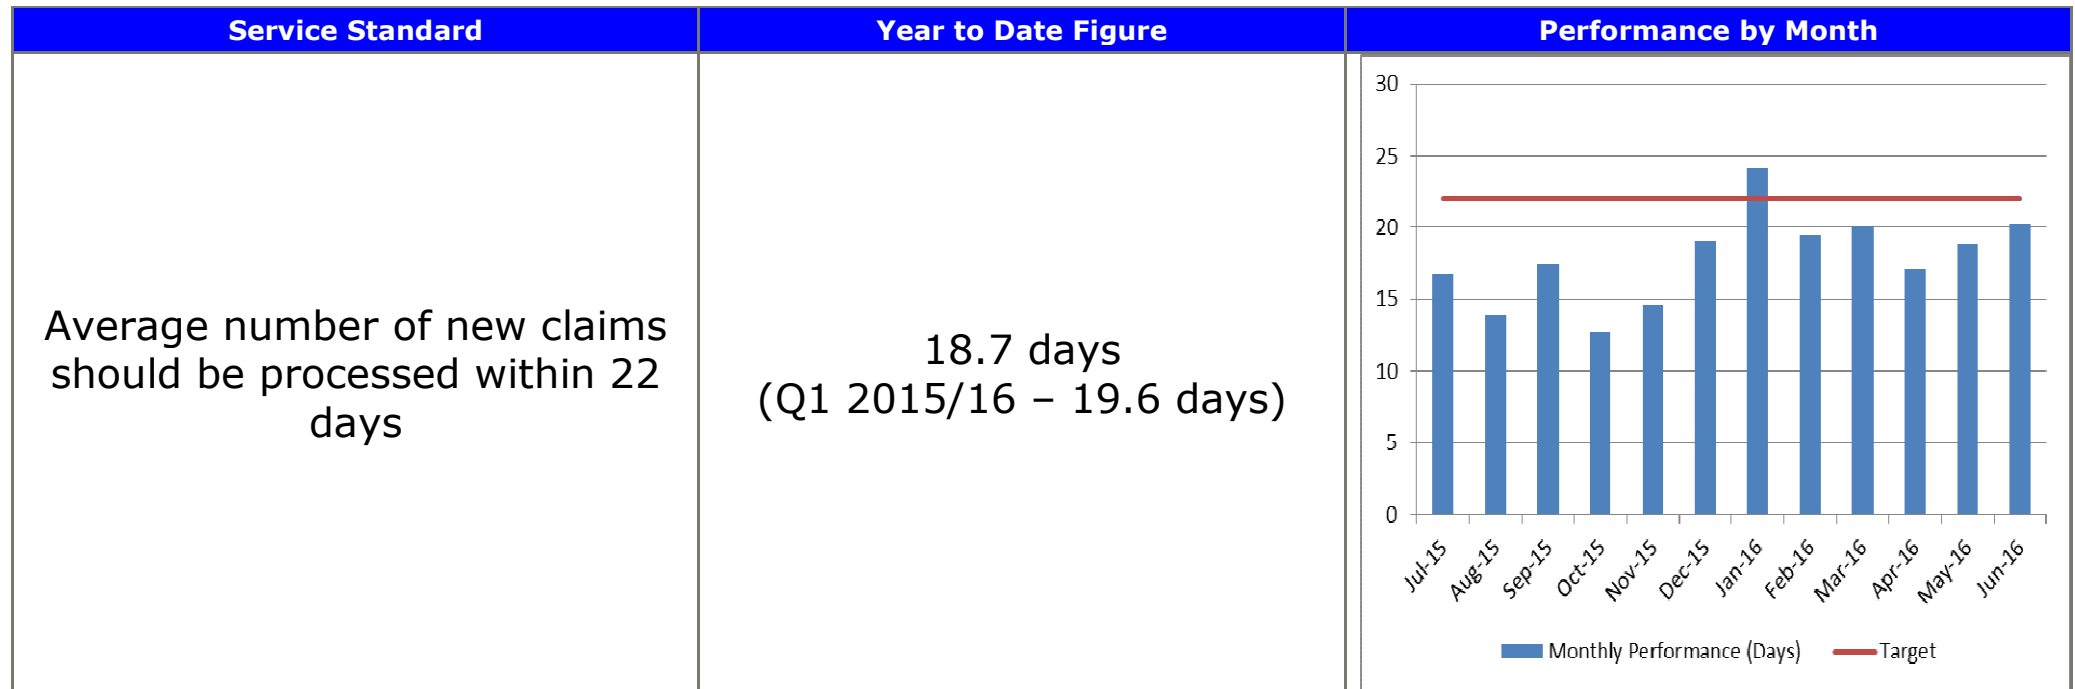 Service Standard
Year to Date Figure
Performance by Month
Average number of new claims
should be processed within 22
days
18.7 days
(Q1 2015/16 – 19.6 days)
30
25
20
15
10
5
0
Jul-15
Aug-15
Sep-15
Oct-15
Nov-15
Dec-15
Jan-16
Feb-16
Mar-16
Apr-16
May-16
Jun-16
Monthly Performance (Days)
Target